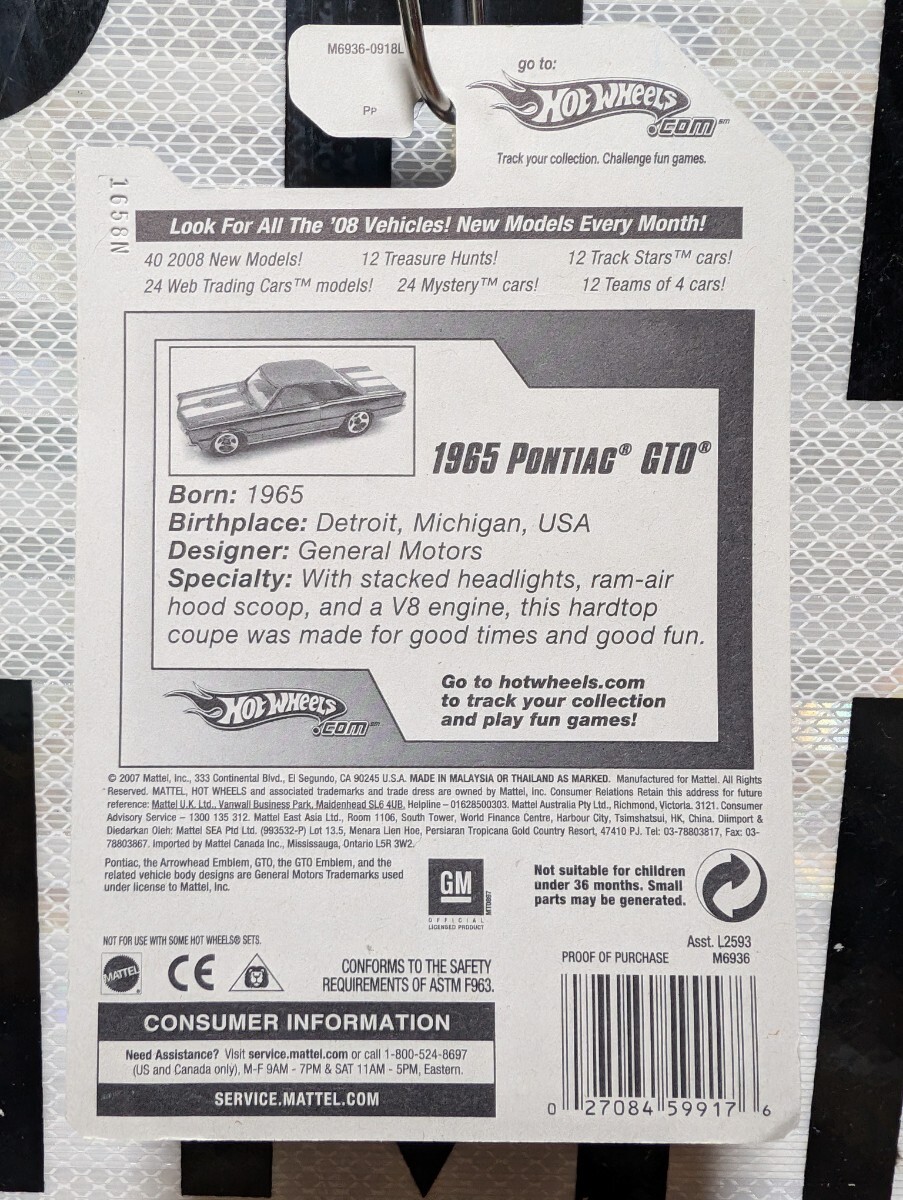 M6936-0918L
PP
go to:
Hot Wheels
.com℠
Track your collection. Challenge fun games.
1658N
Look For All The '08 Vehicles! New Models Every Month!
40 2008 New Models! 12 Treasure Hunts! 12 Track Stars™ cars!
24 Web Trading Cars™ models! 24 Mystery™ cars! 12 Teams of 4 cars!
1965 PONTIAC® GTO®
Born: 1965
Birthplace: Detroit, Michigan, USA
Designer: General Motors
Specialty: With stacked headlights, ram-air
hood scoop, and a V8 engine, this hardtop
coupe was made for good times and good fun.
Hot Wheels
.com℠
Go to hotwheels.com
to track your collection
and play fun games!
© 2007 Mattel, Inc., 333 Continental Blvd., El Segundo, CA 90245 U.S.A. MADE IN MALAYSIA OR THAILAND AS MARKED. Manufactured for Mattel. All Rights
Reserved. MATTEL, HOT WHEELS and associated trademarks and trade dress are owned by Mattel, Inc. Consumer Relations Retain this address for future
reference: Mattel U.K. Ltd., Vanwall Business Park, Maidenhead SL6 4UB. Helpline – 01628500303. Mattel Australia Pty Ltd., Richmond, Victoria. 3121. Consumer
Advisory Service – 1300 135 312. Mattel East Asia Ltd., Room 1106, South Tower, World Finance Centre, Harbour City, Tsimshatsui, HK, China. Diimport &
Diedarkan Oleh: Mattel SEA Ptd Ltd. (993532-P) Lot 13.5, Menara Lien Hoe, Persiaran Tropicana Gold Country Resort, 47410 PJ. Tel: 03-78803817, Fax: 03-
78803867. Imported by Mattel Canada Inc., Mississauga, Ontario L5R 3W2.
Pontiac, the Arrowhead Emblem, GTO, the GTO Emblem, and the
related vehicle body designs are General Motors Trademarks used
under license to Mattel, Inc.
GM
OFFICIAL
LICENSED PRODUCT
Not suitable for children
under 36 months. Small
parts may be generated.
NOT FOR USE WITH SOME HOT WHEELS® SETS.
Asst. L2593
PROOF OF PURCHASE M6936
MATTEL
CE
CONFORMS TO THE SAFETY
REQUIREMENTS OF ASTM F963.
CONSUMER INFORMATION
Need Assistance? Visit service.mattel.com or call 1-800-524-8697
(US and Canada only), M-F 9AM - 7PM & SAT 11AM - 5PM, Eastern.
SERVICE.MATTEL.COM
0 27084 59917 6